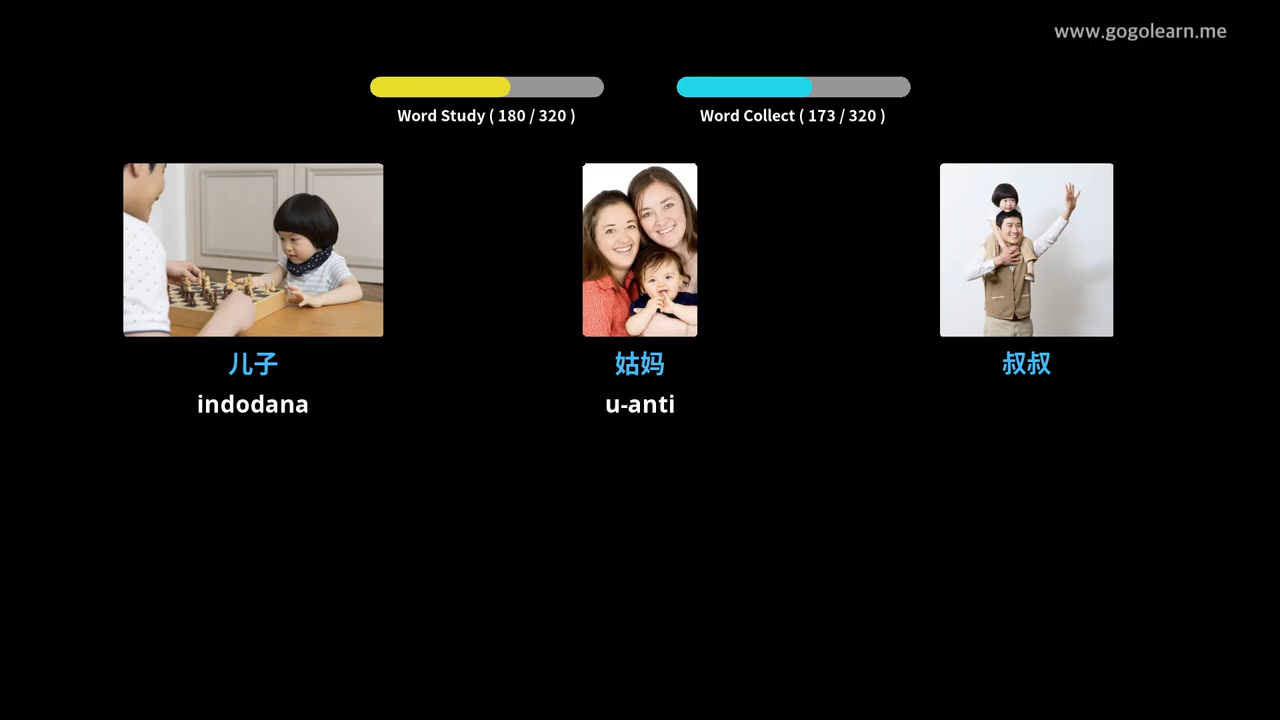 www.gogolearn.me
Word Study ( 180 / 320 )
Word Collect ( 173 / 320 )
儿子
姑妈
叔叔
indodana
u-anti